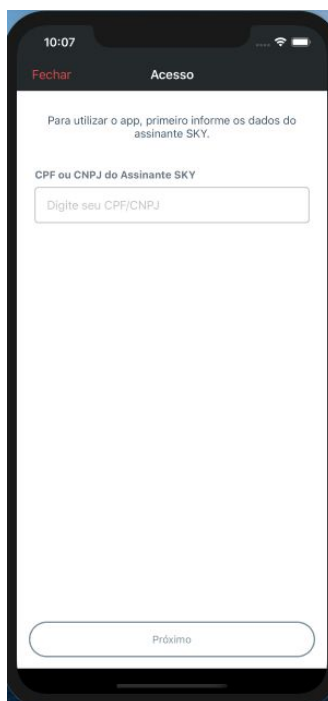 10:07
Fechar
Acesso
Para utilizar o app, primeiro informe os dados do
assinante SKY.
CPF ou CNPJ do Assinante SKY
Digite seu CPF/CNPJ
Próximo